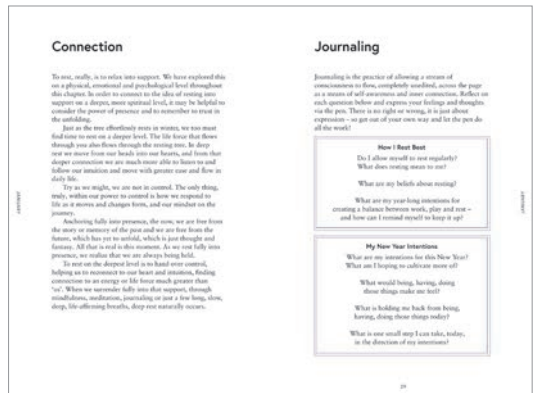 Connection
To rest, really, is to relax into support. We have explored this
on a physical, emotional and psychological level throughout
this chapter. In order to connect to the idea of resting into
support on a deeper, more spiritual level, it may be helpful to
consider the power of presence and to remember to trust in
the unfolding.
Just as the tree effortlessly rests in winter, we too must
find time to rest on a deeper level. The life force that flows
through you also flows through the resting tree. In deep
rest we move from our heads into our hearts, and from that
deeper connection we are much more able to listen to and
follow our intuition and move with greater ease and flow in
daily life.
Try as we might, we are not in control. The only thing,
truly, within our power to control is how we respond to
life as it moves and changes form, and our mindset on the
journey.
Anchoring fully into presence, the now, we are free from
the story or memory of the past and we are free from the
future, which has yet to unfold, which is just thought and
fantasy. All that is real is this moment. As we rest fully into
presence, we realize that we are always being held.
To rest on the deepest level is to hand over control,
helping us to reconnect to our heart and intuition, finding
connection to an energy or life force much greater than
'us'. When we surrender fully into that support, through
mindfulness, meditation, journaling or just a few long, slow,
deep, life-affirming breaths, deep rest naturally occurs.
JANUARY
Journaling
Journaling is the practice of allowing a stream of
consciousness to flow, completely unedited, across the page
as a means of self-awareness and inner connection. Reflect on
each question below and express your feelings and thoughts
via the pen. There is no right or wrong, it is just about
expression – so get out of your own way and let the pen do
all the work!
How I Rest Best
Do I allow myself to rest regularly?
What does resting mean to me?
What are my beliefs about resting?
What are my year-long intentions for
creating a balance between work, play and rest –
and how can I remind myself to keep it up?
My New Year Intentions
What are my intentions for this New Year?
What am I hoping to cultivate more of?
What would being, having, doing
those things make me feel?
What is holding me back from being,
having, doing those things today?
What is one small step I can take, today,
in the direction of my intentions?
JANUARY
29